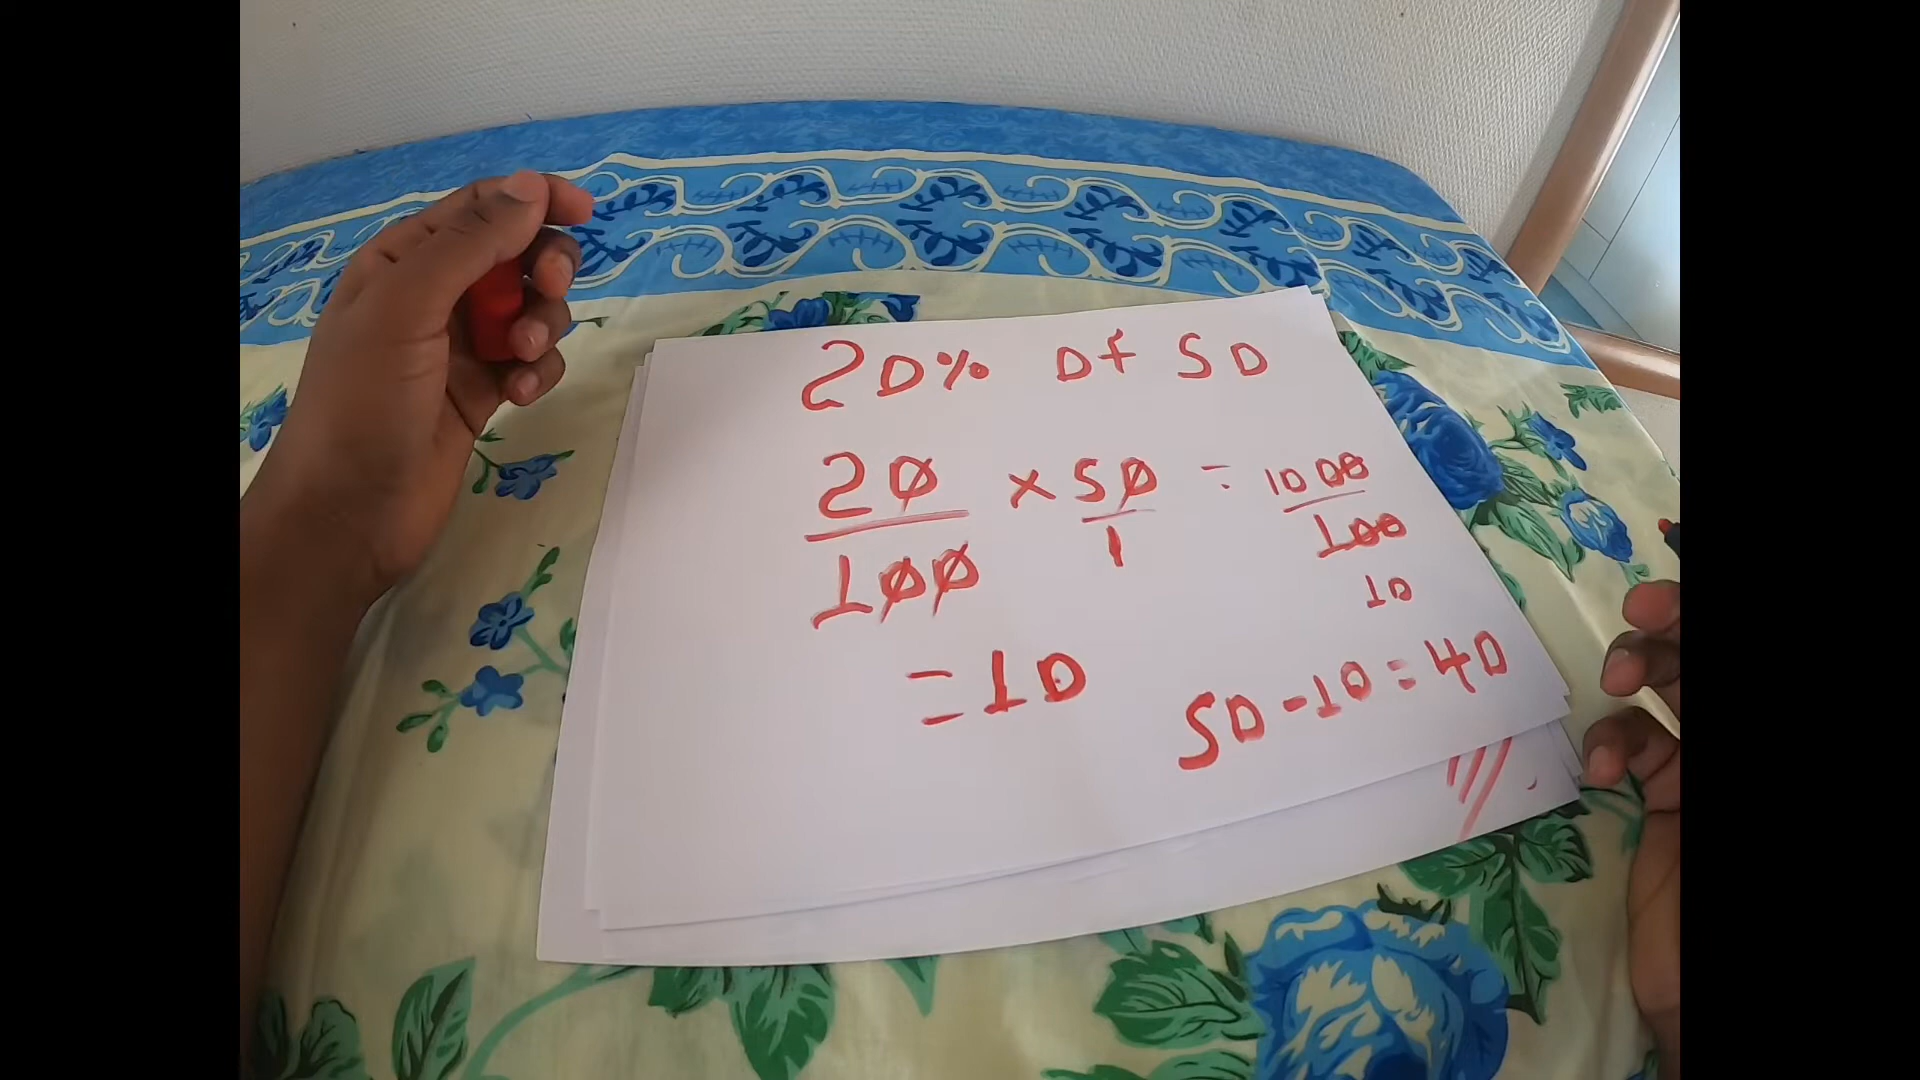 20% of 50
20/100 × 50/1 = 1000/100
10
= 10
50 - 10 = 40